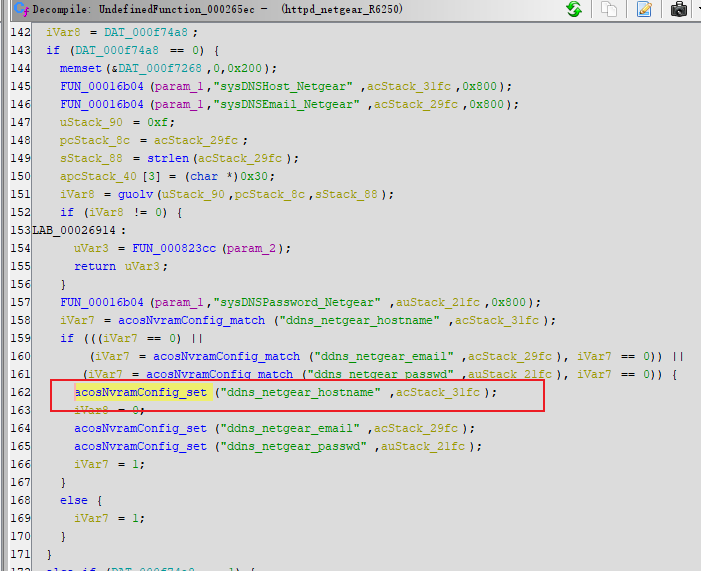 Decompile: UndefinedFunction_000265ec - (httpd_netgear_R6250)
142 iVar8 = DAT_000f74a8 ;
143 if (DAT_000f74a8 == 0) {
144 memset(&DAT_000f7268 ,0,0x200);
145 FUN_00016b04 (param_1,"sysDNSHost_Netgear" ,acStack_31fc ,0x800);
146 FUN_00016b04 (param_1,"sysDNSEmail_Netgear" ,acStack_29fc ,0x800);
147 uStack_90 = 0xf;
148 pcStack_8c = acStack_29fc ;
149 sStack_88 = strlen(acStack_29fc );
150 apcStack_40 [3] = (char *)0x30;
151 iVar8 = guolv(uStack_90 ,pcStack_8c ,sStack_88 );
152 if (iVar8 != 0) {
153 LAB_00026914 :
154 uVar3 = FUN_000823cc (param_2);
155 return uVar3;
156 }
157 FUN_00016b04 (param_1,"sysDNSPassword_Netgear" ,auStack_21fc ,0x800);
158 iVar7 = acosNvramConfig_match ("ddns_netgear_hostname" ,acStack_31fc );
159 if (((iVar7 == 0) ||
160 (iVar7 = acosNvramConfig_match ("ddns_netgear_email" ,acStack_29fc ), iVar7 == 0)) ||
161 (iVar7 = acosNvramConfig_match ("ddns_netgear_passwd" ,auStack_21fc ), iVar7 == 0)) {
162 acosNvramConfig_set ("ddns_netgear_hostname" ,acStack_31fc );
163 iVar8 = 0;
164 acosNvramConfig_set ("ddns_netgear_email" ,acStack_29fc );
165 acosNvramConfig_set ("ddns_netgear_passwd" ,auStack_21fc );
166 iVar7 = 1;
167 }
168 else {
169 iVar7 = 1;
170 }
171 }